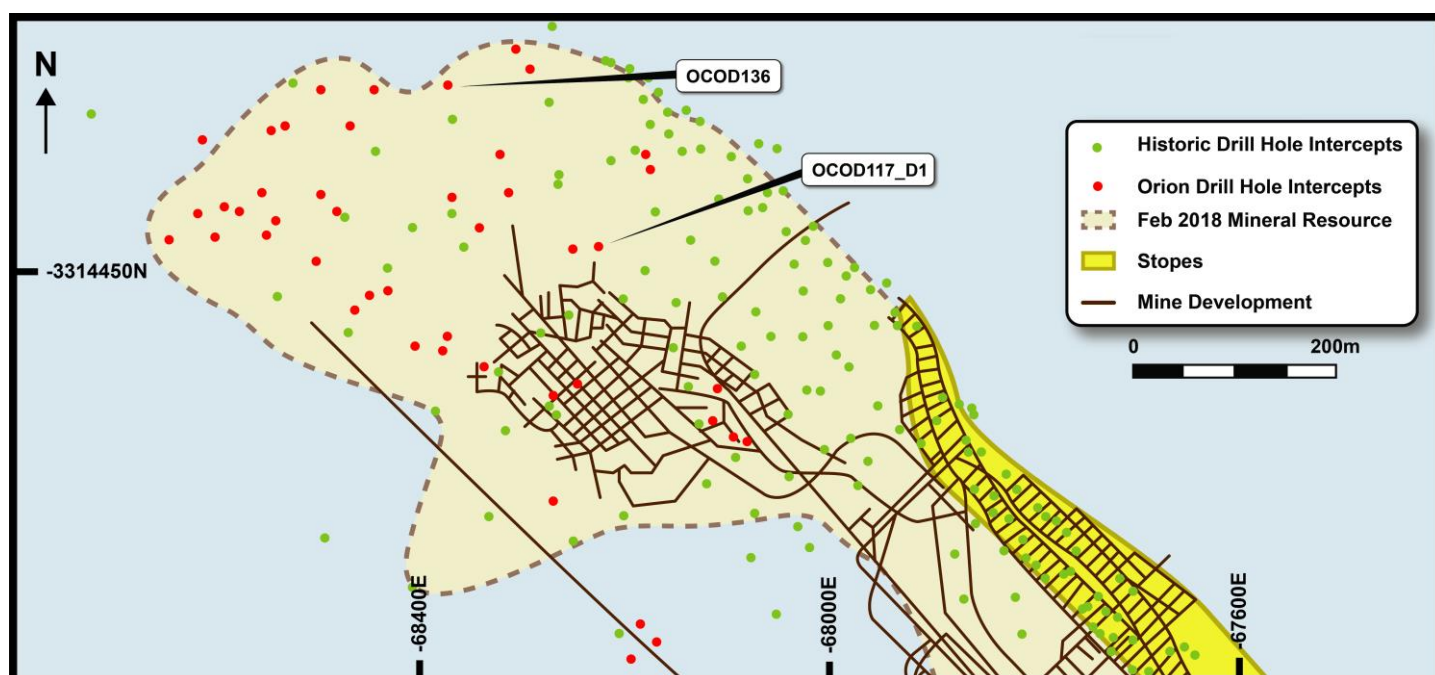 N
OCOD136
OCOD117_D1
Historic Drill Hole Intercepts
Orion Drill Hole Intercepts
Feb 2018 Mineral Resource
Stopes
Mine Development
-3314450N
0 200m
-68400E
-68000E
-67600E